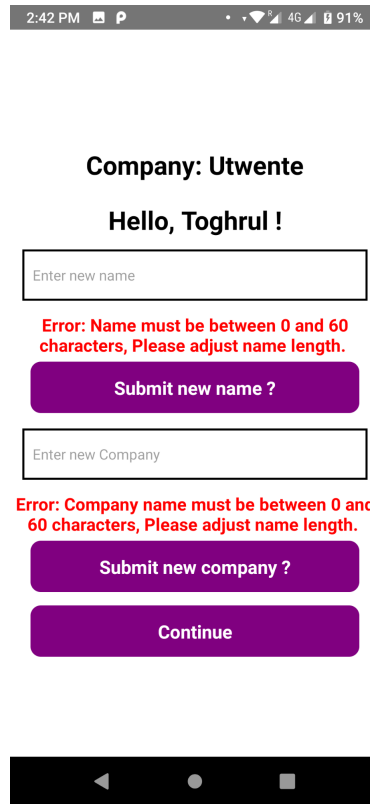 2:42 PM R 4G 91%
Company: Utwente
Hello, Toghrul !
Enter new name
Error: Name must be between 0 and 60
characters, Please adjust name length.
Submit new name ?
Enter new Company
Error: Company name must be between 0 and
60 characters, Please adjust name length.
Submit new company ?
Continue